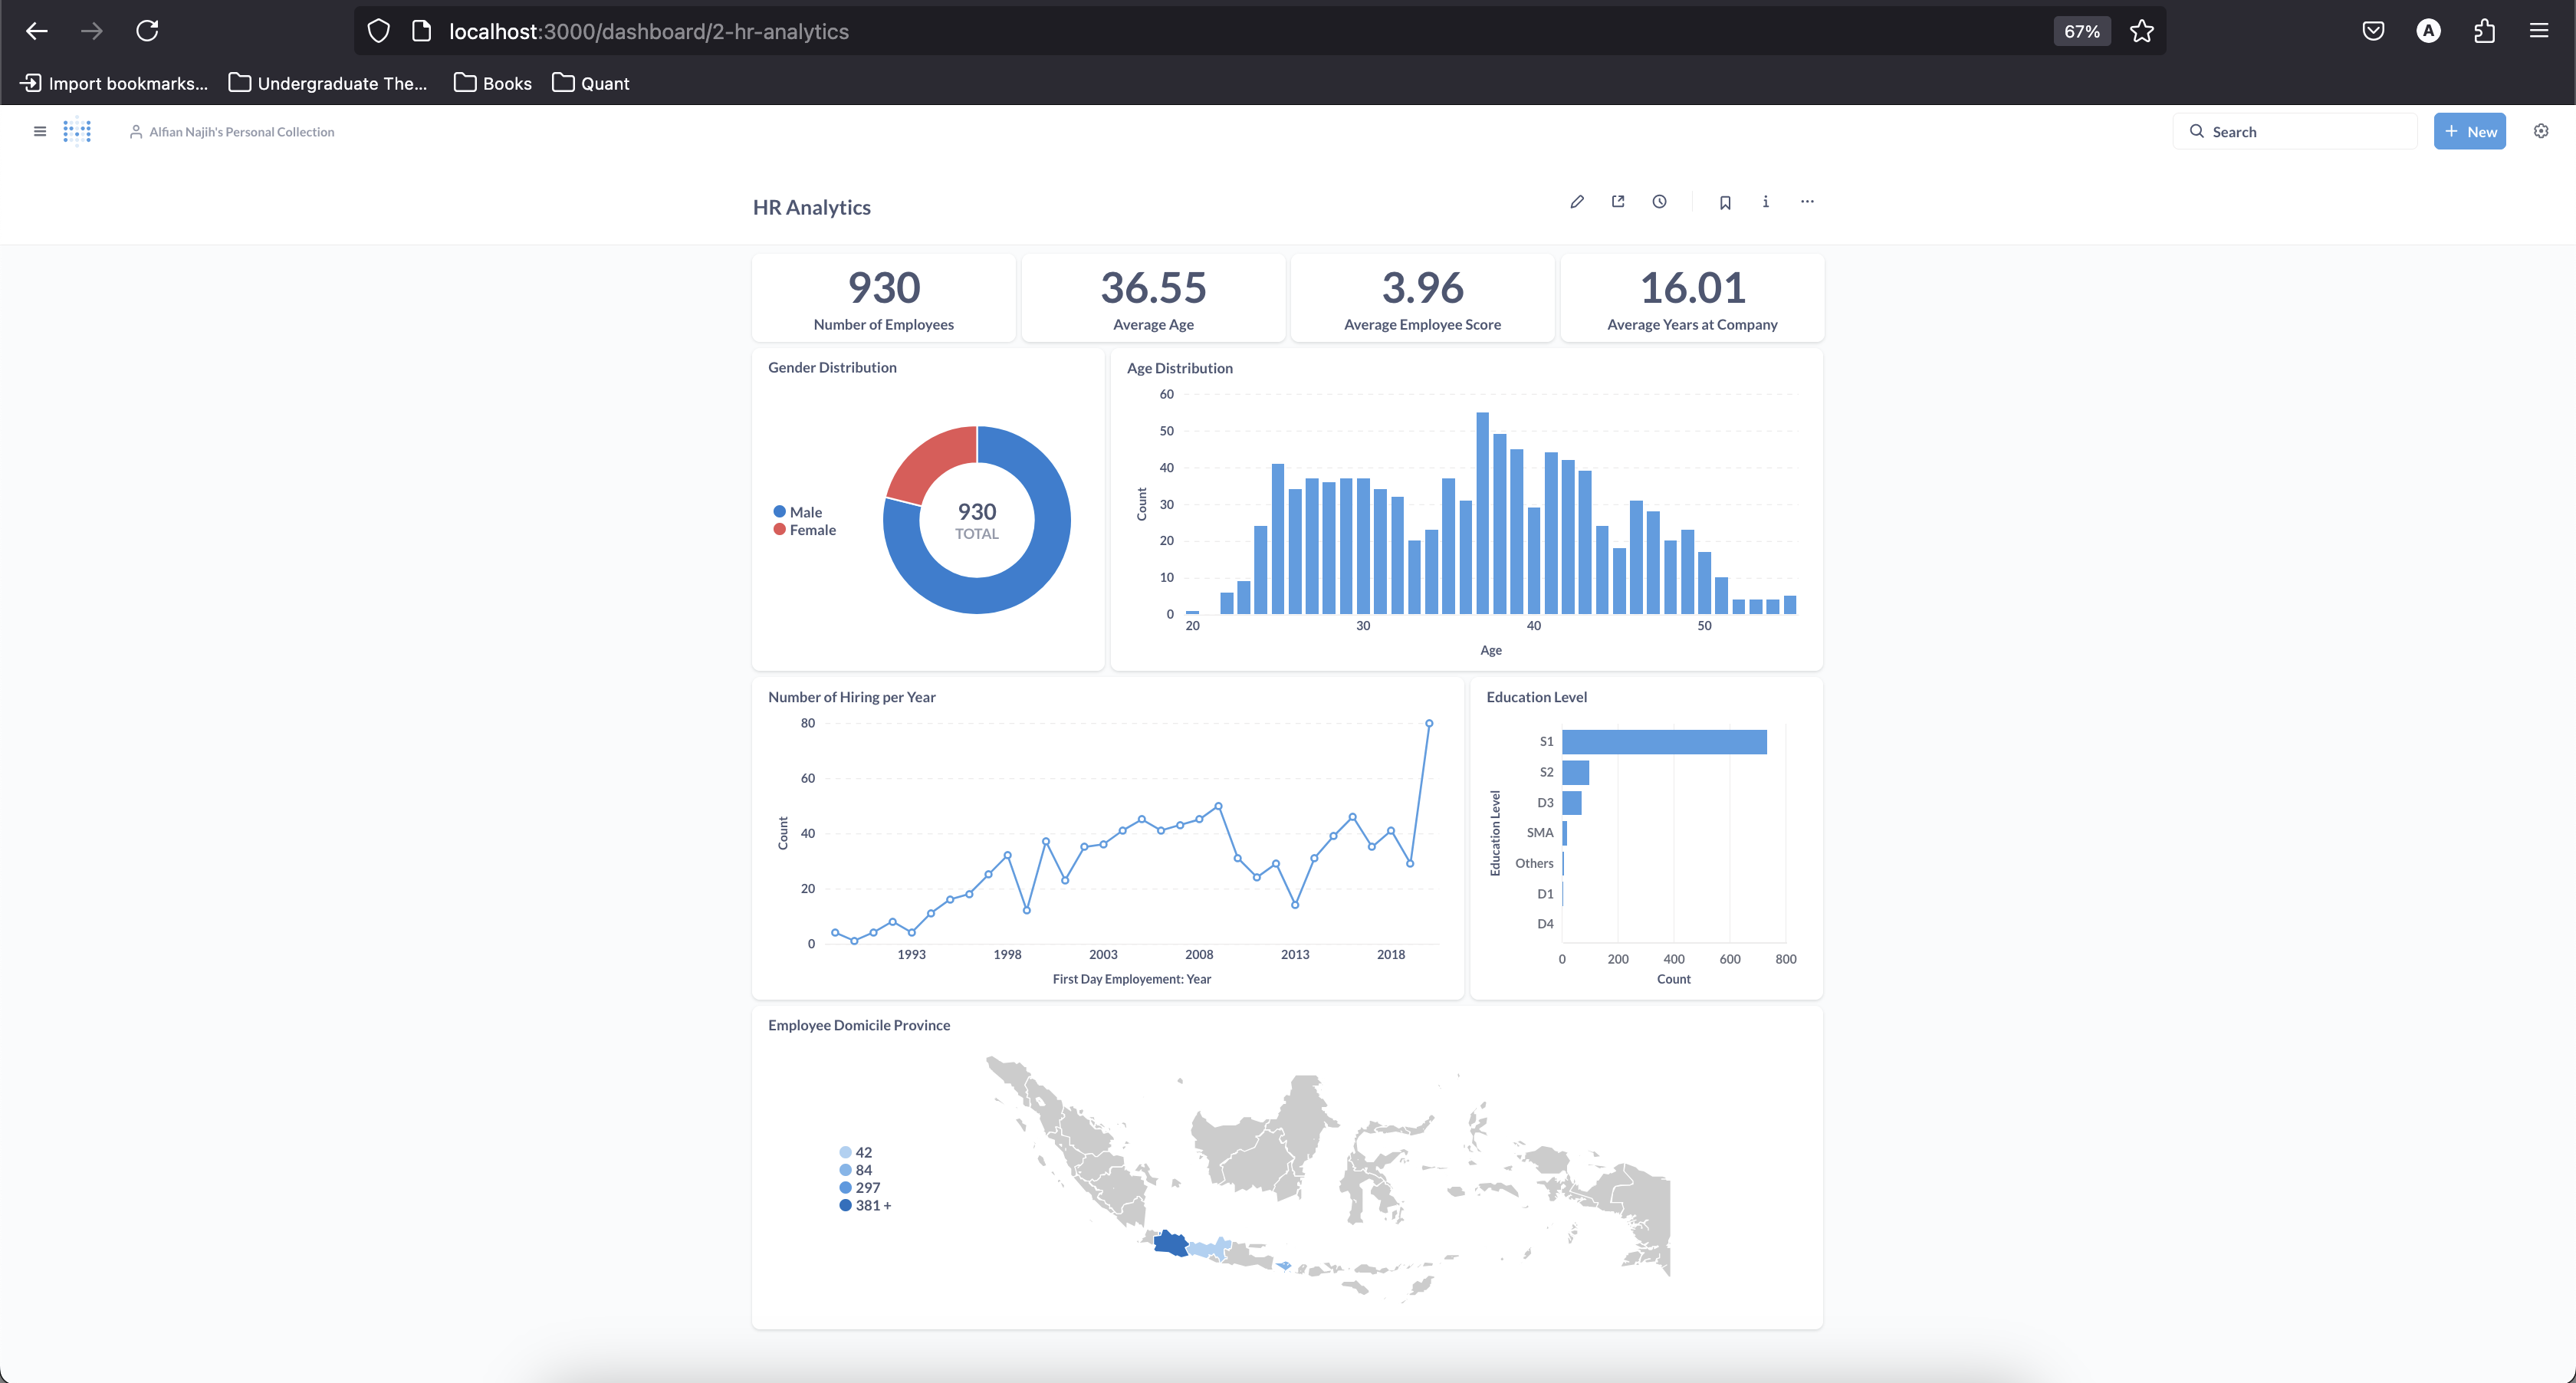 localhost:3000/dashboard/2-hr-analytics
67%
A
Import bookmarks...
Undergraduate The...
Books
Quant
Alfian Najih's Personal Collection
Search
+ New
HR Analytics
930
Number of Employees
36.55
Average Age
3.96
Average Employee Score
16.01
Average Years at Company
Gender Distribution
Male
Female
930
TOTAL
Age Distribution
60
50
40
30
20
10
0
Count
20
30
40
50
Age
Number of Hiring per Year
80
60
40
20
0
Count
1993
1998
2003
2008
2013
2018
First Day Employement: Year
Education Level
Education Level
S1
S2
D3
SMA
Others
D1
D4
0
200
400
600
800
Count
Employee Domicile Province
42
84
297
381 +